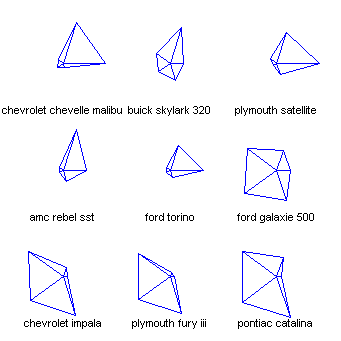 chevrolet chevelle malibu buick skylark 320 plymouth satellite
amc rebel sst ford torino ford galaxie 500
chevrolet impala plymouth fury iii pontiac catalina